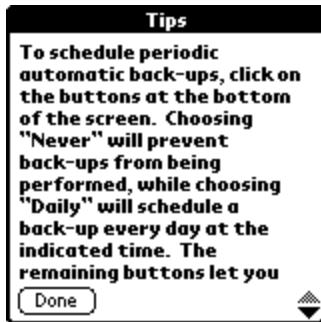 Tips
To schedule periodic
automatic back-ups, click on
the buttons at the bottom
of the screen.  Choosing
"Never" will prevent
back-ups from being
performed, while choosing
"Daily" will schedule a
back-up every day at the
indicated time.  The
remaining buttons let you
Done